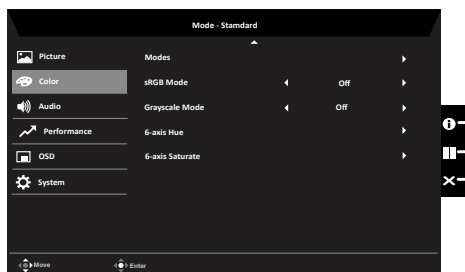 Mode - Standard
Picture
Modes
Color
sRGB Mode Off
Audio
Grayscale Mode Off
Performance
6-axis Hue
OSD
6-axis Saturate
System
Move Enter